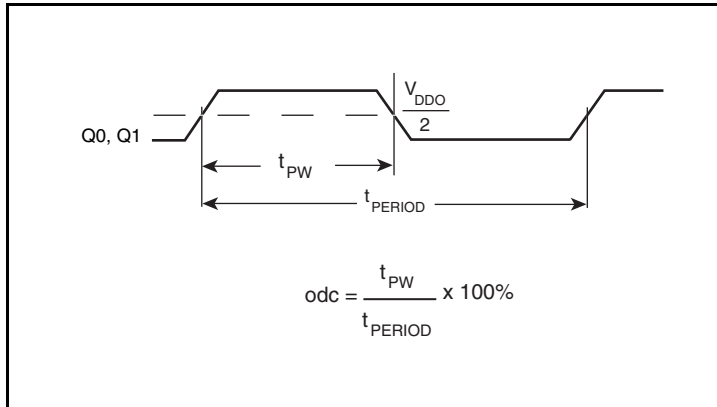 V_DDO
2
Q0, Q1
t_PW
t_PERIOD
odc = t_PW / t_PERIOD x 100%